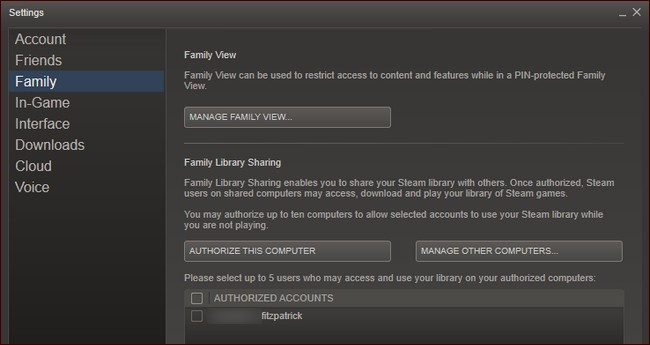 Settings
Account
Friends
Family
In-Game
Interface
Downloads
Cloud
Voice
Family View
Family View can be used to restrict access to content and features while in a PIN-protected Family
View.
MANAGE FAMILY VIEW...
Family Library Sharing
Family Library Sharing enables you to share your Steam library with others. Once authorized, Steam
users on shared computers may access, download and play your library of Steam games.
You may authorize up to ten computers to allow selected accounts to use your Steam library while
you are not playing.
AUTHORIZE THIS COMPUTER
MANAGE OTHER COMPUTERS...
Please select up to 5 users who may access and use your library on your authorized computers:
AUTHORIZED ACCOUNTS
fitzpatrick